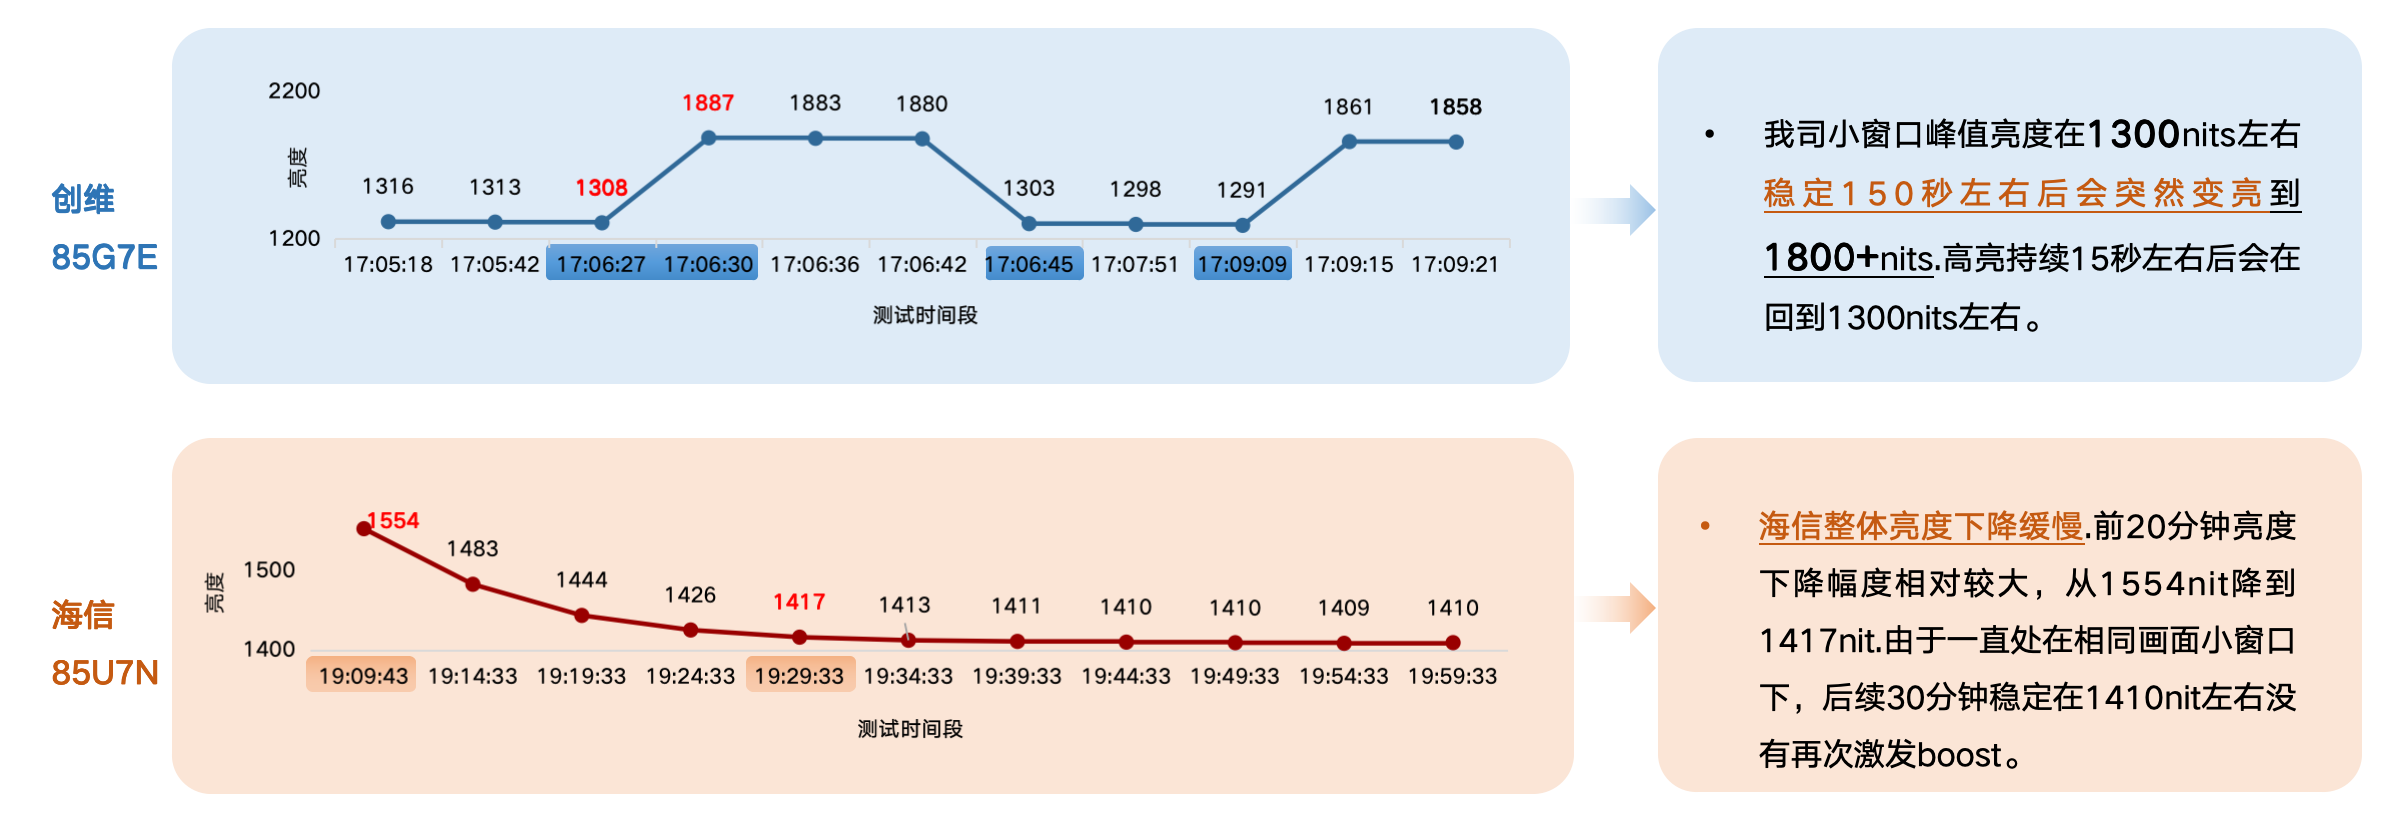 创维
85G7E
2200
1200
亮度
1316
1313
1308
1887
1883
1880
1303
1298
1291
1861
1858
17:05:18
17:05:42
17:06:27
17:06:30
17:06:36
17:06:42
17:06:45
17:07:51
17:09:09
17:09:15
17:09:21
测试时间段
• 我司小窗口峰值亮度在1300nits左右
稳定150秒左右后会突然变亮到
1800+nits.高亮持续15秒左右后会在
回到1300nits左右。
海信
85U7N
1500
1400
亮度
1554
1483
1444
1426
1417
1413
1411
1410
1410
1409
1410
19:09:43
19:14:33
19:19:33
19:24:33
19:29:33
19:34:33
19:39:33
19:44:33
19:49:33
19:54:33
19:59:33
测试时间段
• 海信整体亮度下降缓慢.前20分钟亮度
下降幅度相对较大，从1554nit降到
1417nit.由于一直处在相同画面小窗口
下，后续30分钟稳定在1410nit左右没
有再次激发boost。